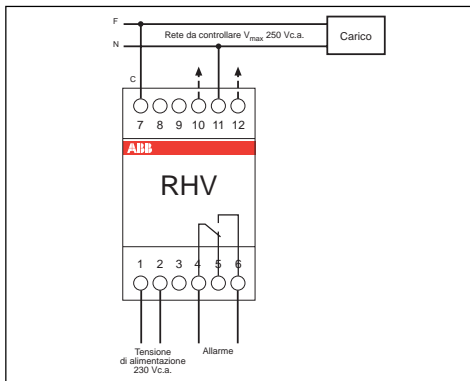 F
Rete da controllare Vmax 250 Vc.a.
Carico
N
C
7 8 9 10 11 12
ABB
RHV
1 2 3 4 5 6
Tensione
di alimentazione
230 Vc.a.
Allarme